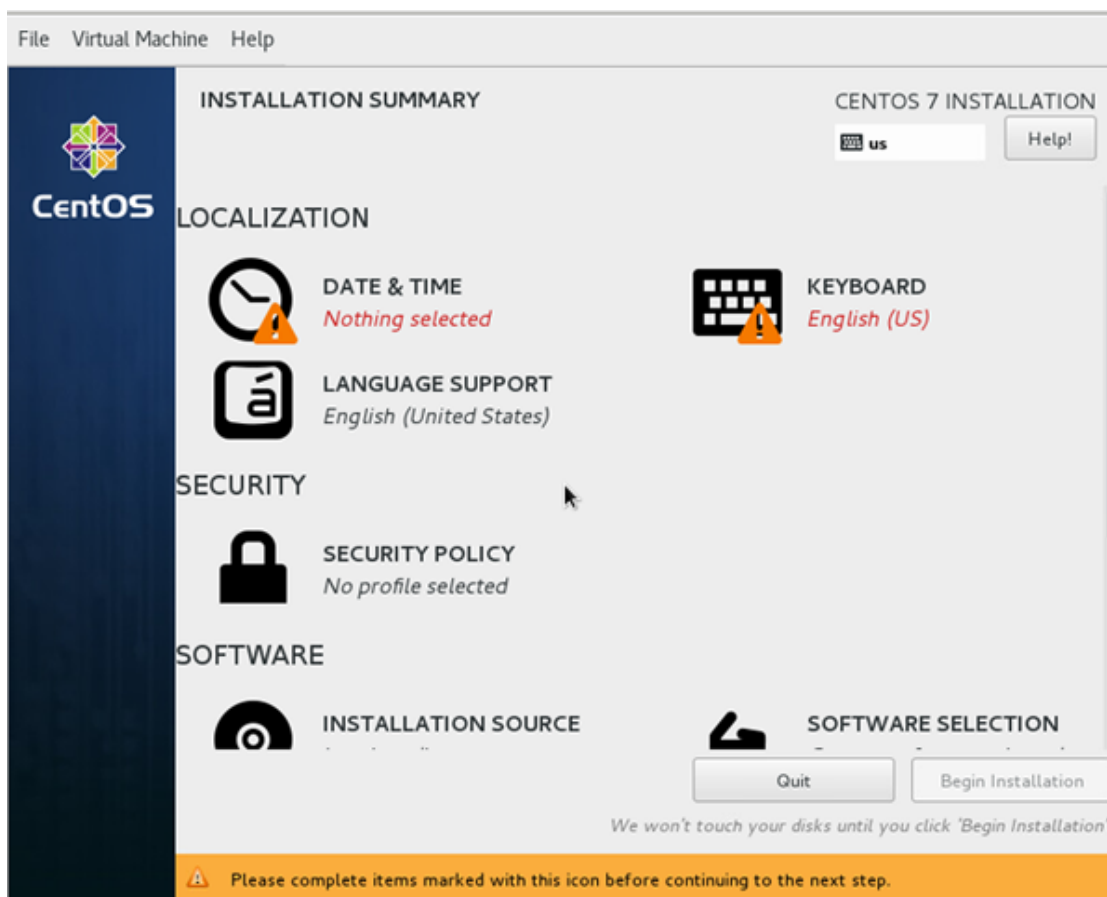 File Virtual Machine Help
INSTALLATION SUMMARY
CENTOS 7 INSTALLATION
us
Help!
CentOS
LOCALIZATION
DATE & TIME
Nothing selected
KEYBOARD
English (US)
á
LANGUAGE SUPPORT
English (United States)
SECURITY
SECURITY POLICY
No profile selected
SOFTWARE
INSTALLATION SOURCE
SOFTWARE SELECTION
Quit
Begin Installation
We won't touch your disks until you click 'Begin Installation'
Please complete items marked with this icon before continuing to the next step.